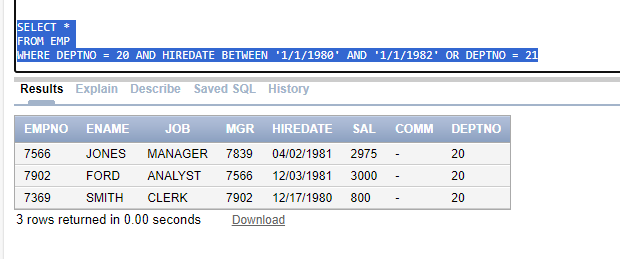 SELECT *
FROM EMP
WHERE DEPTNO = 20 AND HIREDATE BETWEEN '1/1/1980' AND '1/1/1982' OR DEPTNO = 21
Results Explain Describe Saved SQL History
EMPNO ENAME JOB MGR HIREDATE SAL COMM DEPTNO
7566 JONES MANAGER 7839 04/02/1981 2975 - 20
7902 FORD ANALYST 7566 12/03/1981 3000 - 20
7369 SMITH CLERK 7902 12/17/1980 800 - 20
3 rows returned in 0.00 seconds Download